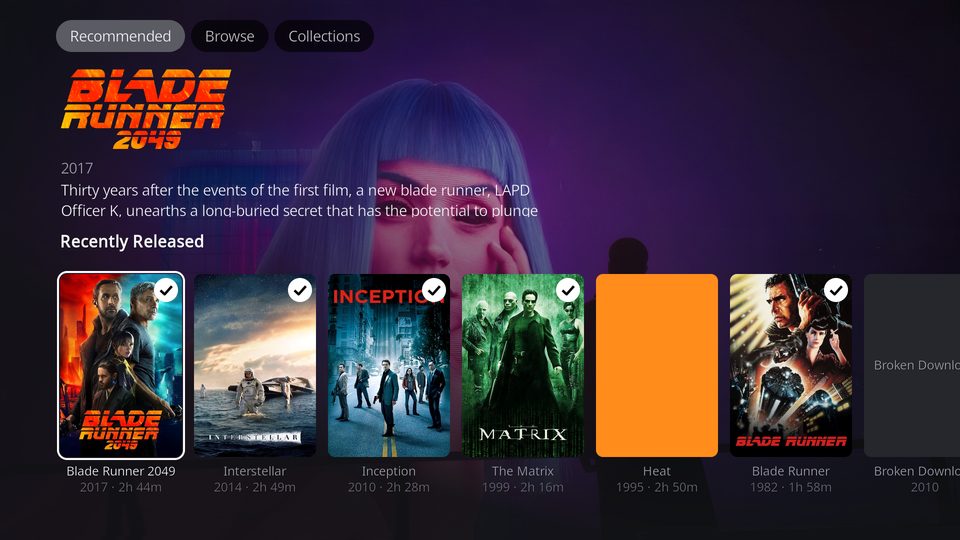 Recommended
Browse
Collections
BLADE
RUNNER
2049
2017
Thirty years after the events of the first film, a new blade runner, LAPD
Officer K, unearths a long-buried secret that has the potential to plunge
Recently Released
BLADE
RUNNER
2049
INTERSTELLAR
INCEPTION
MATRIX
BLADE RUNNER
Broken Downlo
Blade Runner 2049
2017 · 2h 44m
Interstellar
2014 · 2h 49m
Inception
2010 · 2h 28m
The Matrix
1999 · 2h 16m
Heat
1995 · 2h 50m
Blade Runner
1982 · 1h 58m
Broken Downlo
2010